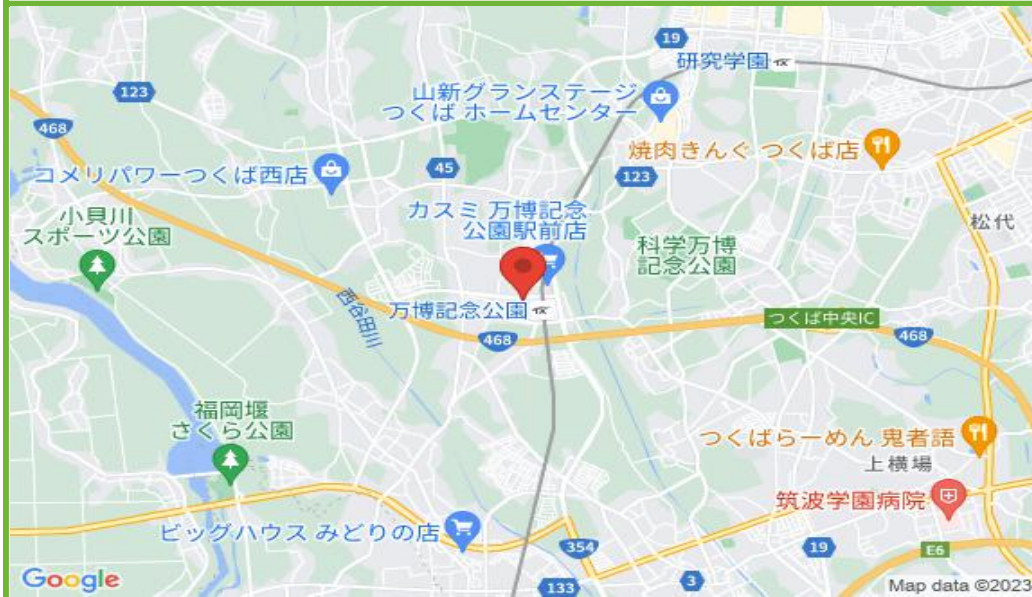 19
研究学園
123
山新グランステージ
つくば ホームセンター
468
コメリパワーつくば西店
45
焼肉きんぐ つくば店
123
カスミ 万博記念
公園駅前店
小貝川
スポーツ公園
科学万博
記念公園
松代
万博記念公園
西谷田川
つくば中央IC
468
468
福岡堰
さくら公園
つくばらーめん 鬼者語
上横場
筑波学園病院
ビッグハウス みどりの店
354
19
E6
Google
133
3
Map data ©2023